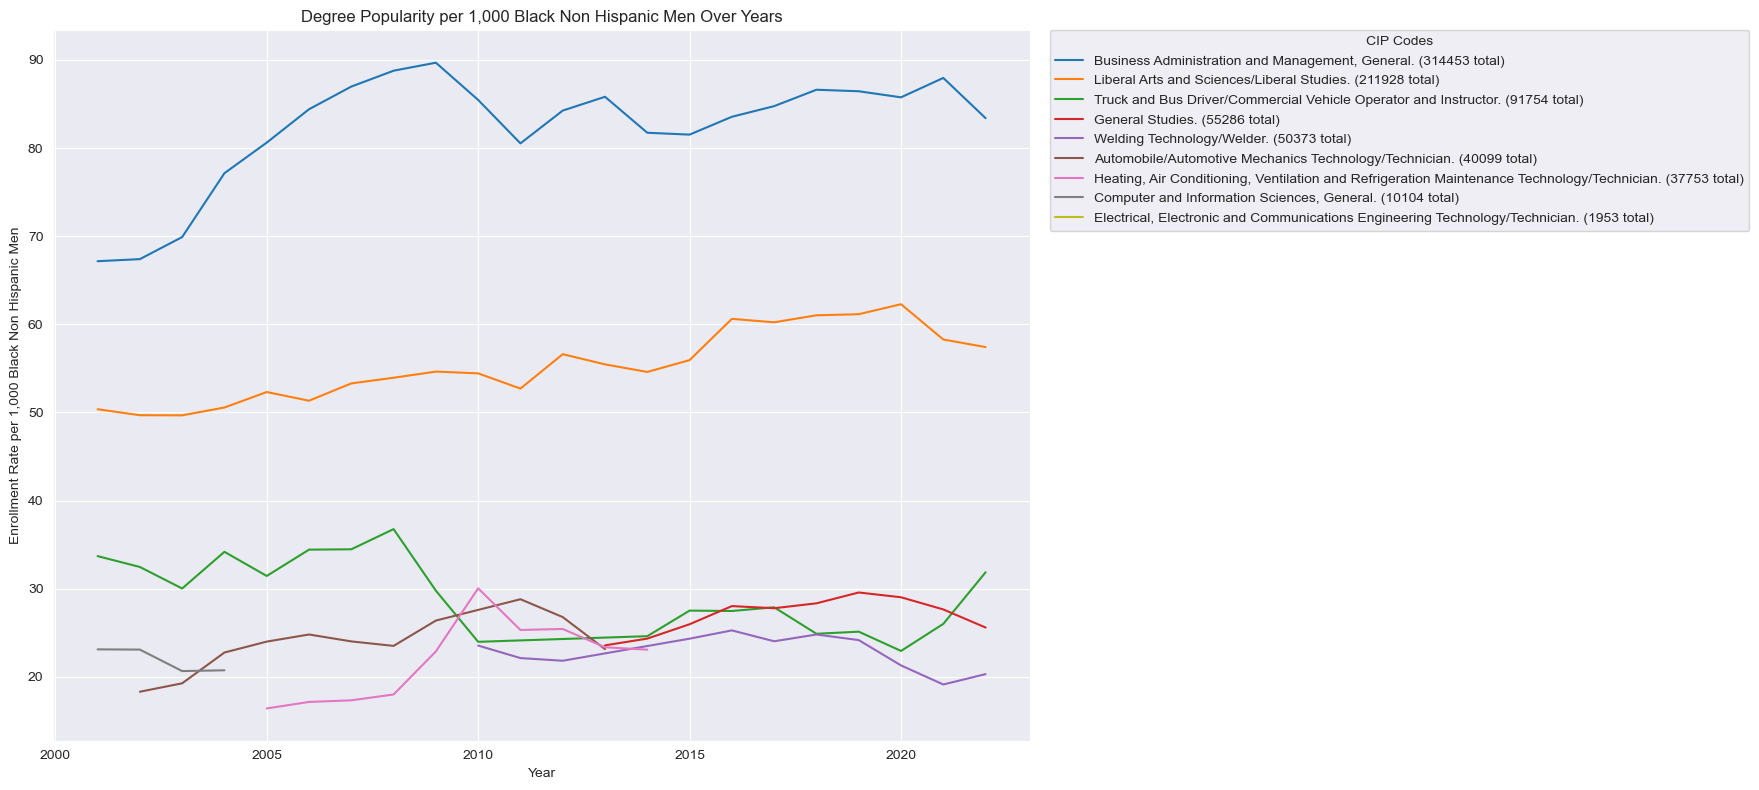 Degree Popularity per 1,000 Black Non Hispanic Men Over Years
Enrollment Rate per 1,000 Black Non Hispanic Men
90
80
70
60
50
40
30
20
2000
2005
2010
2015
2020
Year
CIP Codes
Business Administration and Management, General. (314453 total)
Liberal Arts and Sciences/Liberal Studies. (211928 total)
Truck and Bus Driver/Commercial Vehicle Operator and Instructor. (91754 total)
General Studies. (55286 total)
Welding Technology/Welder. (50373 total)
Automobile/Automotive Mechanics Technology/Technician. (40099 total)
Heating, Air Conditioning, Ventilation and Refrigeration Maintenance Technology/Technician. (37753 total)
Computer and Information Sciences, General. (10104 total)
Electrical, Electronic and Communications Engineering Technology/Technician. (1953 total)